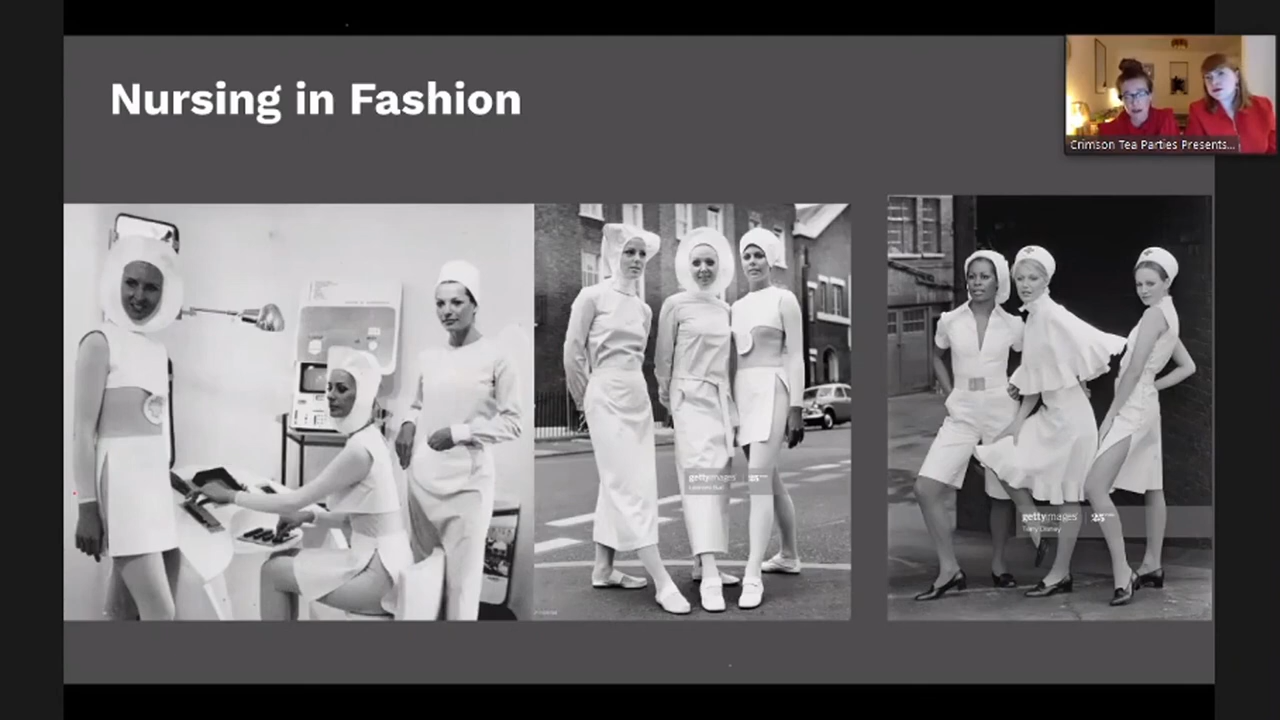 Nursing in Fashion
Crimson Tea Parties Presents...
gettyimages
gettyimages